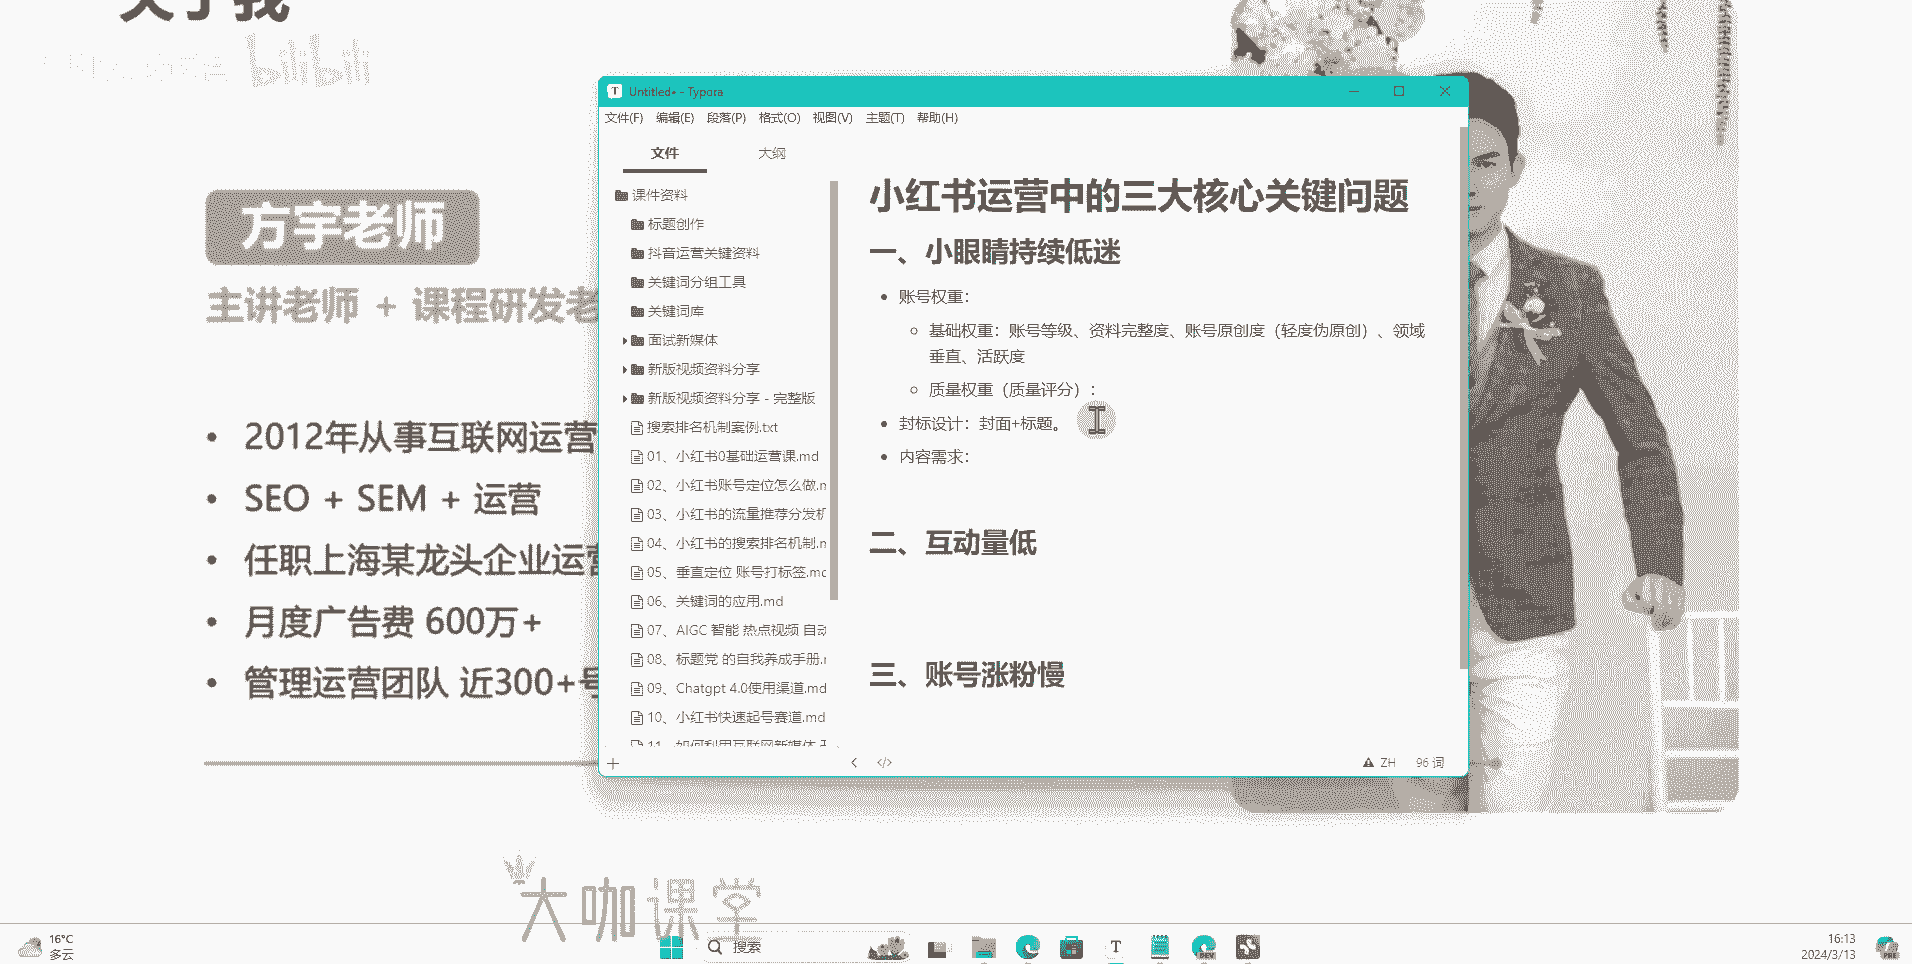 关于我
bilibili
方宇老师
主讲老师 + 课程研发老
2012年从事互联网运营
SEO + SEM + 运营
任职上海某龙头企业运营
月度广告费 600万+
管理运营团队 近300+号
Untitled• - Typora
文件(F) 编辑(E) 段落(P) 格式(O) 视图(V) 主题(T) 帮助(H)
文件 大纲
课件资料
标题创作
抖音运营关键资料
关键词分组工具
关键词库
面试新媒体
新版视频资料分享
新版视频资料分享 - 完整版
搜索排名机制案例.txt
01、小红书0基础运营课.md
02、小红书账号定位怎么做.m
03、小红书的流量推荐分发机
04、小红书的搜索排名机制.m
05、垂直定位 账号打标签.md
06、关键词的应用.md
07、AIGC 智能 热点视频 自动
08、标题党 的自我养成手册.m
09、Chatgpt 4.0使用渠道.md
10、小红书快速起号赛道.md
11、如何利用互联网新媒体
小红书运营中的三大核心关键问题
一、小眼睛持续低迷
账号权重：
基础权重：账号等级、资料完整度、账号原创度（轻度伪原创）、领域
垂直、活跃度
质量权重（质量评分）：
封标设计：封面+标题。
内容需求：
二、互动量低
三、账号涨粉慢
ZH 96 词
大咖课堂
16°C
多云
搜索
DEV
16:13
2024/3/13
PRE